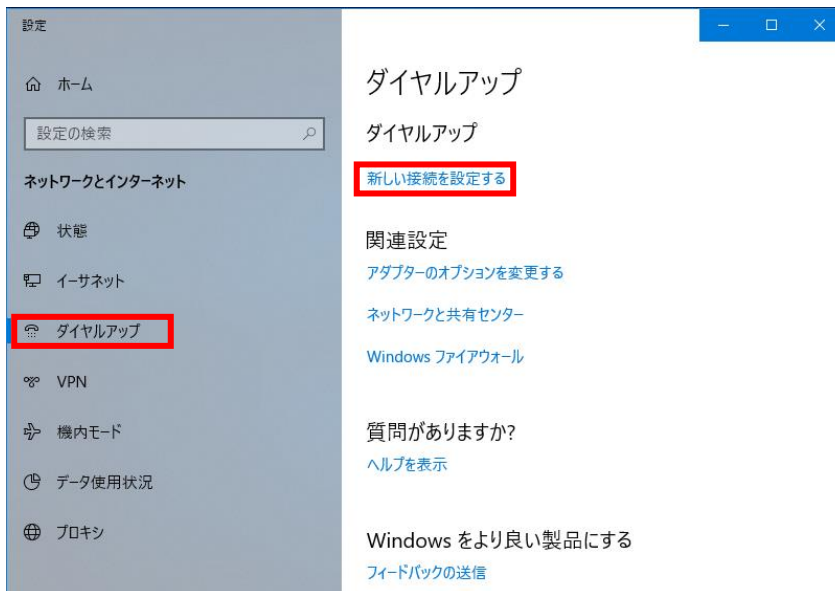 設定
ホーム
設定の検索
ネットワークとインターネット
状態
イーサネット
ダイヤルアップ
VPN
機内モード
データ使用状況
プロキシ
ダイヤルアップ
ダイヤルアップ
新しい接続を設定する
関連設定
アダプターのオプションを変更する
ネットワークと共有センター
Windows ファイアウォール
質問がありますか?
ヘルプを表示
Windows をより良い製品にする
フィードバックの送信